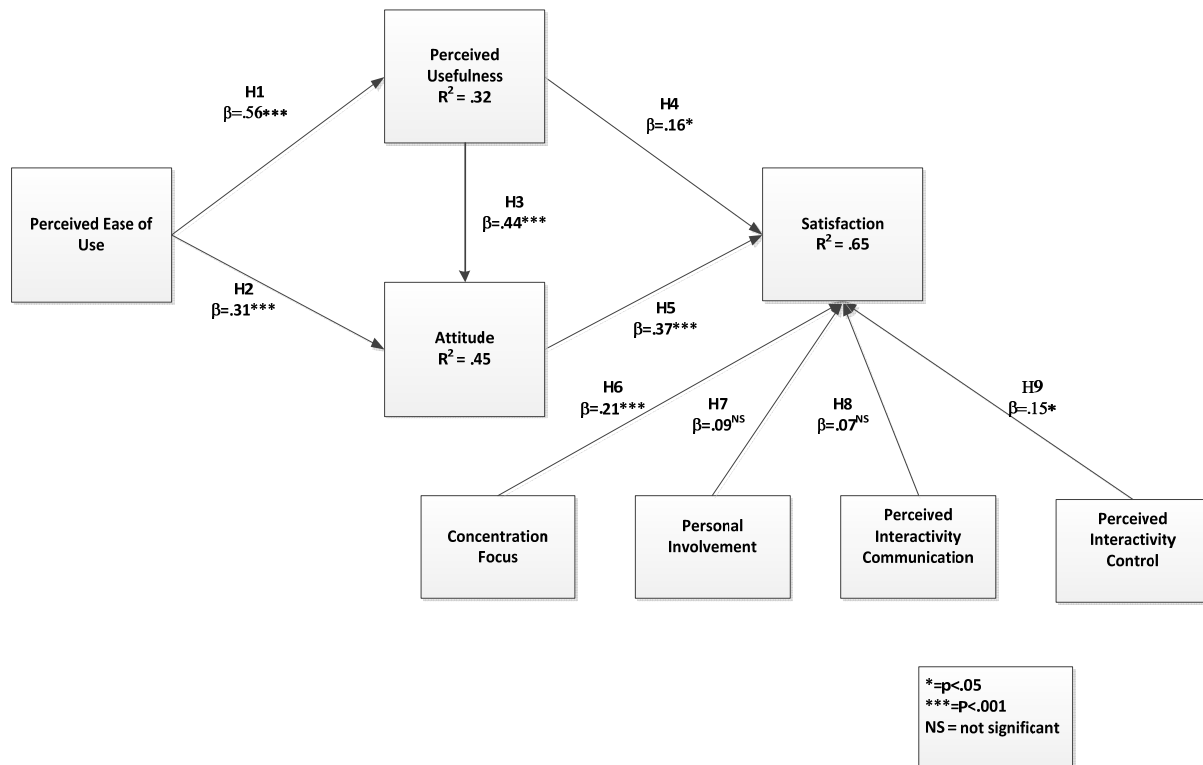 Perceived
Usefulness
R² = .32
H1
β=.56***
H4
β=.16*
Perceived Ease of
Use
H3
β=.44***
Satisfaction
R² = .65
H2
β=.31***
Attitude
R² = .45
H5
β=.37***
H6
β=.21***
H7
β=.09ᴺˢ
H8
β=.07ᴺˢ
H9
β=.15*
Concentration
Focus
Personal
Involvement
Perceived
Interactivity
Communication
Perceived
Interactivity
Control
*=p<.05
***=P<.001
NS = not significant